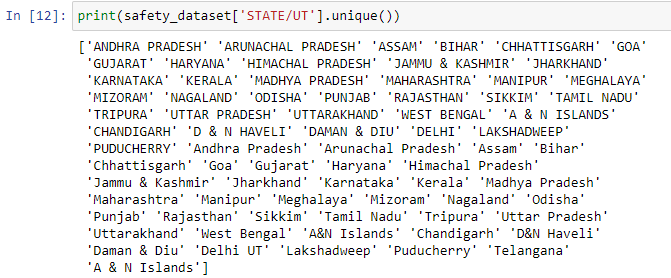 In [12]: print(safety_dataset['STATE/UT'].unique())
['ANDHRA PRADESH' 'ARUNACHAL PRADESH' 'ASSAM' 'BIHAR' 'CHHATTISGARH' 'GOA'
'GUJARAT' 'HARYANA' 'HIMACHAL PRADESH' 'JAMMU & KASHMIR' 'JHARKHAND'
'KARNATAKA' 'KERALA' 'MADHYA PRADESH' 'MAHARASHTRA' 'MANIPUR' 'MEGHALAYA'
'MIZORAM' 'NAGALAND' 'ODISHA' 'PUNJAB' 'RAJASTHAN' 'SIKKIM' 'TAMIL NADU'
'TRIPURA' 'UTTAR PRADESH' 'UTTARAKHAND' 'WEST BENGAL' 'A & N ISLANDS'
'CHANDIGARH' 'D & N HAVELI' 'DAMAN & DIU' 'DELHI' 'LAKSHADWEEP'
'PUDUCHERRY' 'Andhra Pradesh' 'Arunachal Pradesh' 'Assam' 'Bihar'
'Chhattisgarh' 'Goa' 'Gujarat' 'Haryana' 'Himachal Pradesh'
'Jammu & Kashmir' 'Jharkhand' 'Karnataka' 'Kerala' 'Madhya Pradesh'
'Maharashtra' 'Manipur' 'Meghalaya' 'Mizoram' 'Nagaland' 'Odisha'
'Punjab' 'Rajasthan' 'Sikkim' 'Tamil Nadu' 'Tripura' 'Uttar Pradesh'
'Uttarakhand' 'West Bengal' 'A&N Islands' 'Chandigarh' 'D&N Haveli'
'Daman & Diu' 'Delhi UT' 'Lakshadweep' 'Puducherry' 'Telangana'
'A & N Islands']